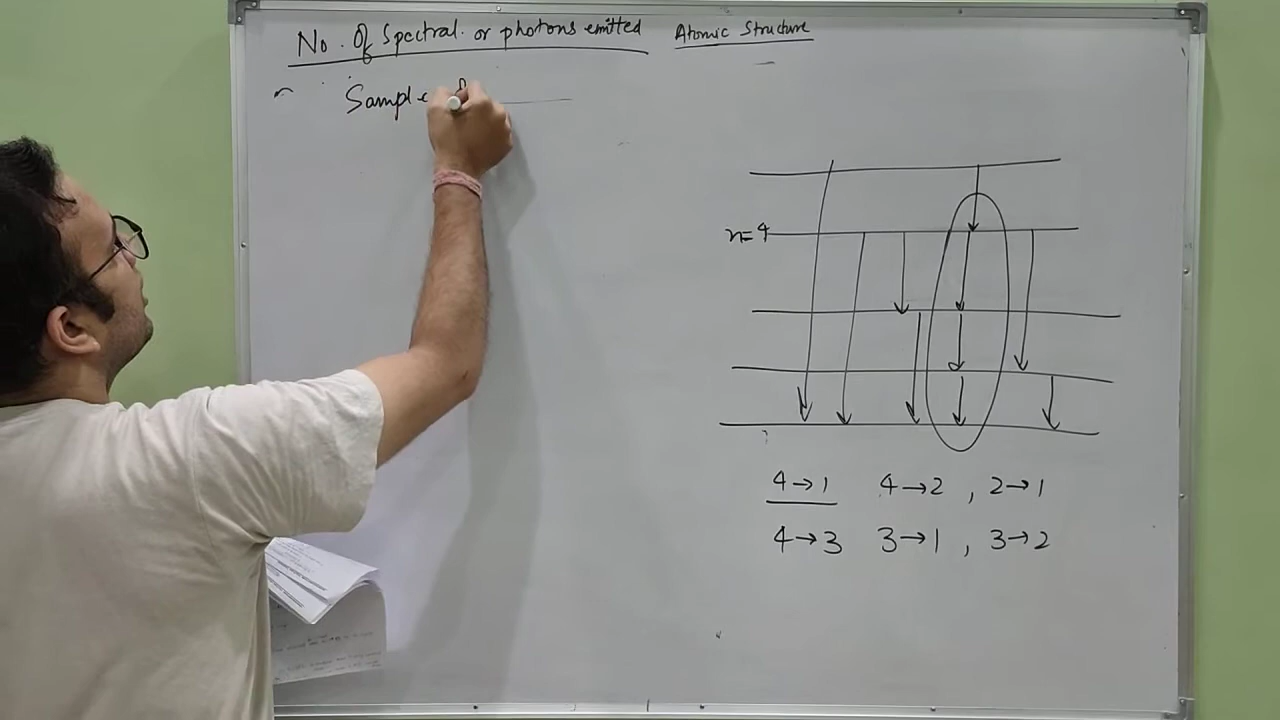 No. of Spectral. or photons emitted Atomic Structure
Sample
n=4
4→1 4→2 , 2→1
4→3 3→1 , 3→2